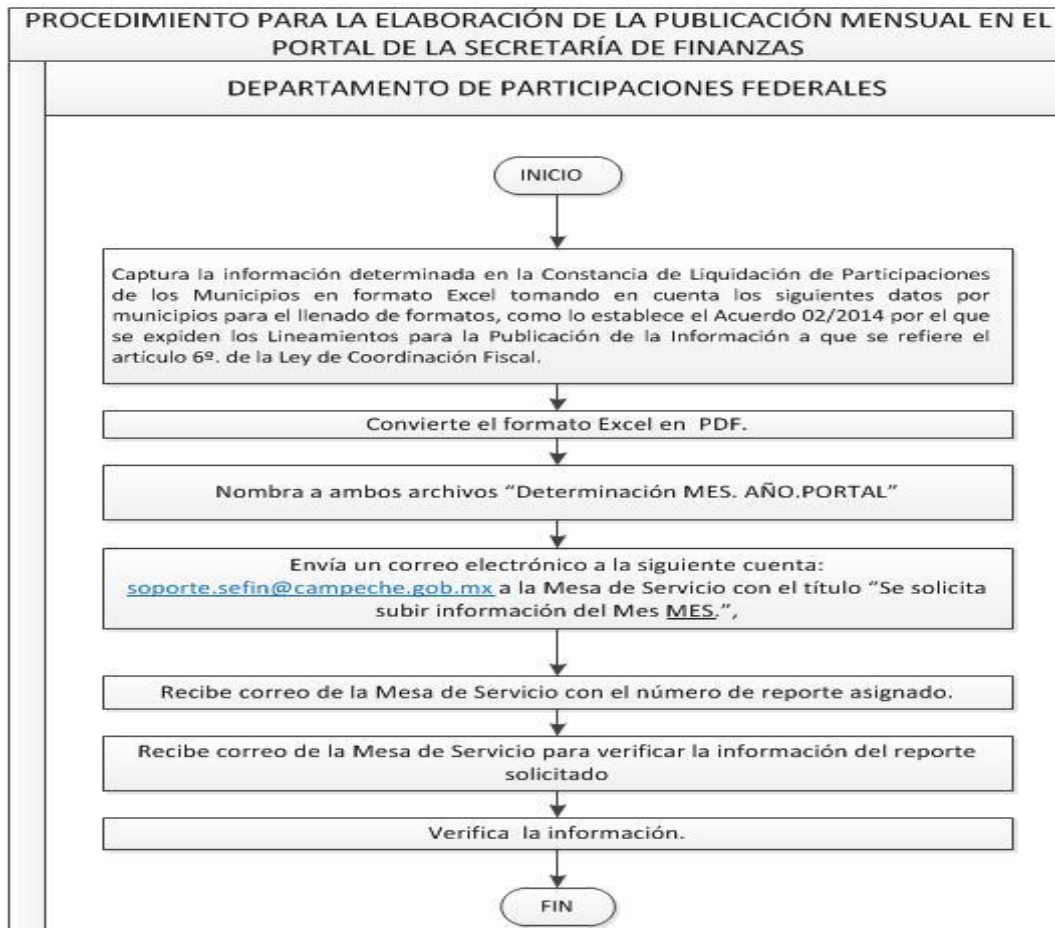 PROCEDIMIENTO PARA LA ELABORACIÓN DE LA PUBLICACIÓN MENSUAL EN EL
PORTAL DE LA SECRETARÍA DE FINANZAS
DEPARTAMENTO DE PARTICIPACIONES FEDERALES
INICIO
Captura la información determinada en la Constancia de Liquidación de Participaciones
de los Municipios en formato Excel tomando en cuenta los siguientes datos por
municipios para el llenado de formatos, como lo establece el Acuerdo 02/2014 por el que
se expiden los Lineamientos para la Publicación de la Información a que se refiere el
artículo 6º. de la Ley de Coordinación Fiscal.
Convierte el formato Excel en PDF.
Nombra a ambos archivos “Determinación MES. AÑO.PORTAL”
Envía un correo electrónico a la siguiente cuenta:
soporte.sefin@campeche.gob.mx a la Mesa de Servicio con el título “Se solicita
subir información del Mes MES.”,
Recibe correo de la Mesa de Servicio con el número de reporte asignado.
Recibe correo de la Mesa de Servicio para verificar la información del reporte
solicitado
Verifica la información.
FIN